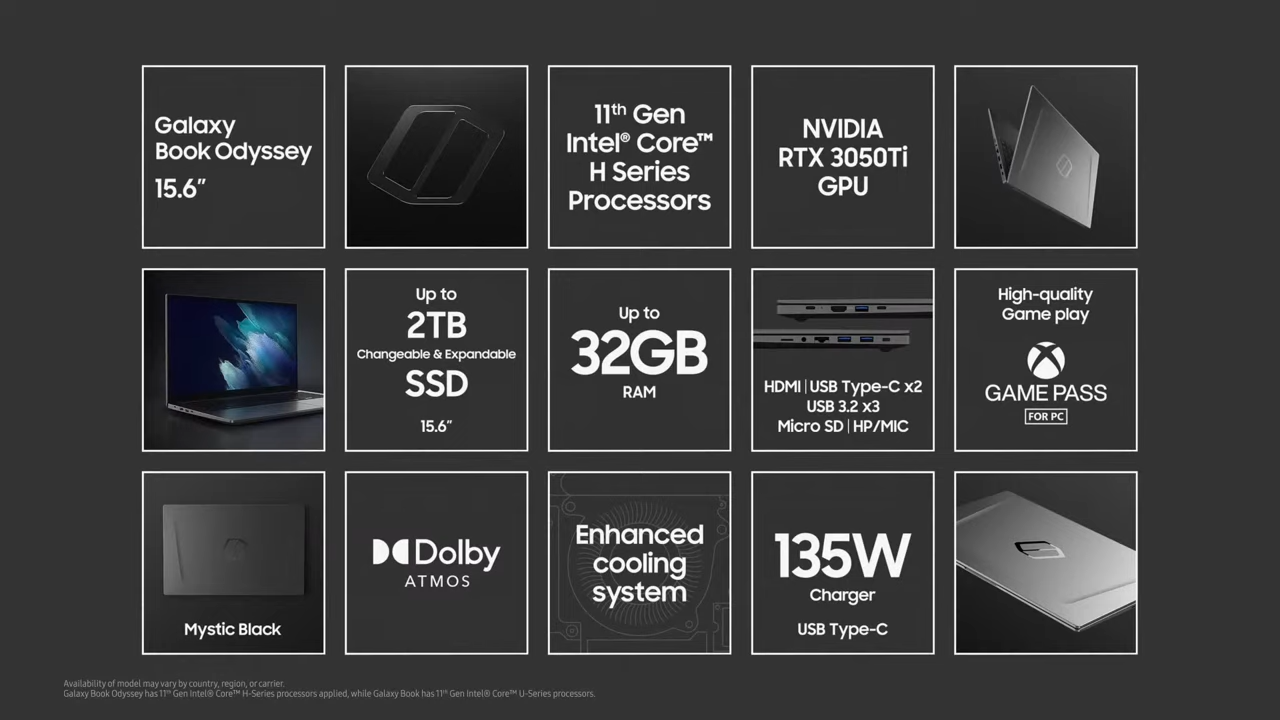 Galaxy
Book Odyssey
15.6”
11th Gen
Intel® Core™
H Series
Processors
NVIDIA
RTX 3050Ti
GPU
Up to
2TB
Changeable & Expandable
SSD
15.6”
Up to
32GB
RAM
HDMI | USB Type-C x2
USB 3.2 x3
Micro SD | HP/MIC
High-quality
Game play
GAME PASS
FOR PC
Mystic Black
Dolby
ATMOS
Enhanced
cooling
system
135W
Charger
USB Type-C
Availability of model may vary by country, region, or carrier.
Galaxy Book Odyssey has 11th Gen Intel® Core™ H-Series processors applied, while Galaxy Book has 11th Gen Intel® Core™ U-Series processors.